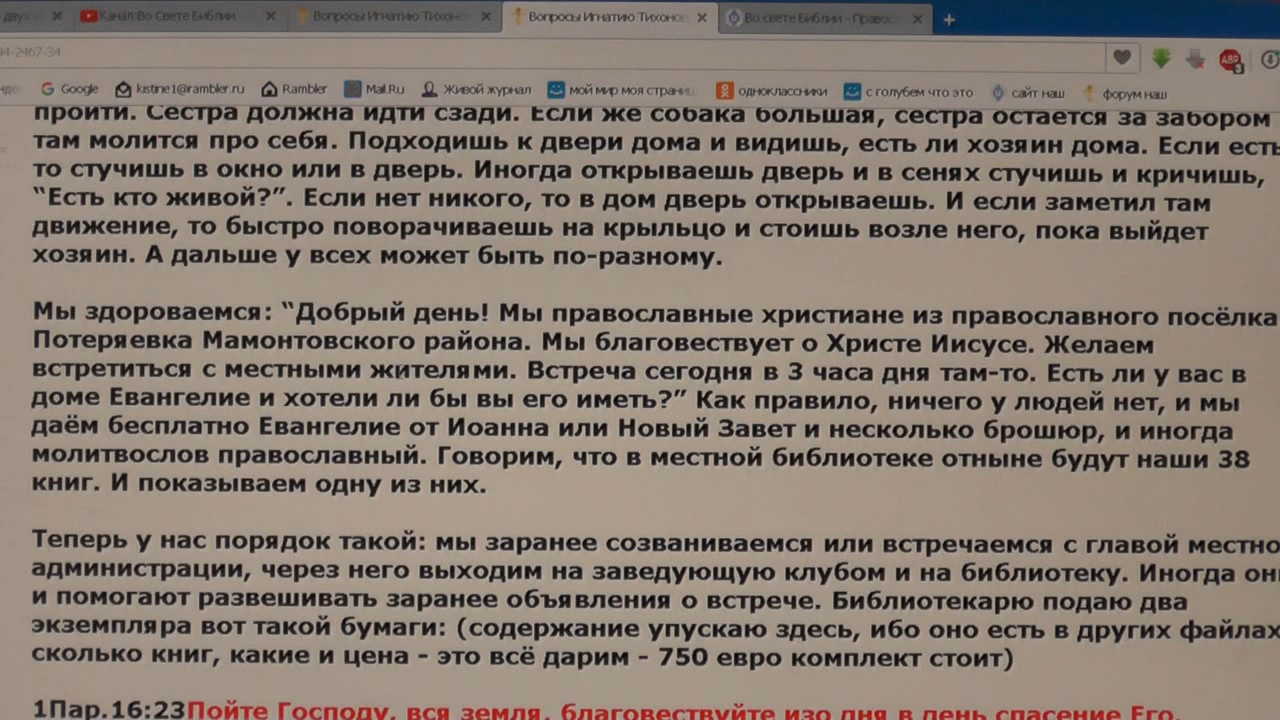 Канал:Во Свете Библии
Вопросы Игнатию Тихонов
Вопросы Игнатию Тихонов
Во свете Библии - Правос
94-2467-34
Google
kistine1@rambler.ru
Rambler
Mail.Ru
Живой журнал
мой мир моя страниц
одноклассники
с голубем что это
сайт наш
форум наш
пройти. Сестра должна идти сзади. Если же собака большая, сестра остается за забором
там молится про себя. Подходишь к двери дома и видишь, есть ли хозяин дома. Если есть
то стучишь в окно или в дверь. Иногда открываешь дверь и в сенях стучишь и кричишь,
“Есть кто живой?”. Если нет никого, то в дом дверь открываешь. И если заметил там
движение, то быстро поворачиваешь на крыльцо и стоишь возле него, пока выйдет
хозяин. А дальше у всех может быть по-разному.
Мы здороваемся: “Добрый день! Мы православные христиане из православного посёлка
Потеряевка Мамонтовского района. Мы благовествует о Христе Иисусе. Желаем
встретиться с местными жителями. Встреча сегодня в 3 часа дня там-то. Есть ли у вас в
доме Евангелие и хотели ли бы вы его иметь?” Как правило, ничего у людей нет, и мы
даём бесплатно Евангелие от Иоанна или Новый Завет и несколько брошюр, и иногда
молитвослов православный. Говорим, что в местной библиотеке отныне будут наши 38
книг. И показываем одну из них.
Теперь у нас порядок такой: мы заранее созваниваемся или встречаемся с главой местно
администрации, через него выходим на заведующую клубом и на библиотеку. Иногда они
и помогают развешивать заранее объявления о встрече. Библиотекарю подаю два
экземпляра вот такой бумаги: (содержание упускаю здесь, ибо оно есть в других файлах
сколько книг, какие и цена - это всё дарим - 750 евро комплект стоит)
1Пар.16:23Пойте Господу, вся земля, благовествуйте изо дня в день спасение Его.